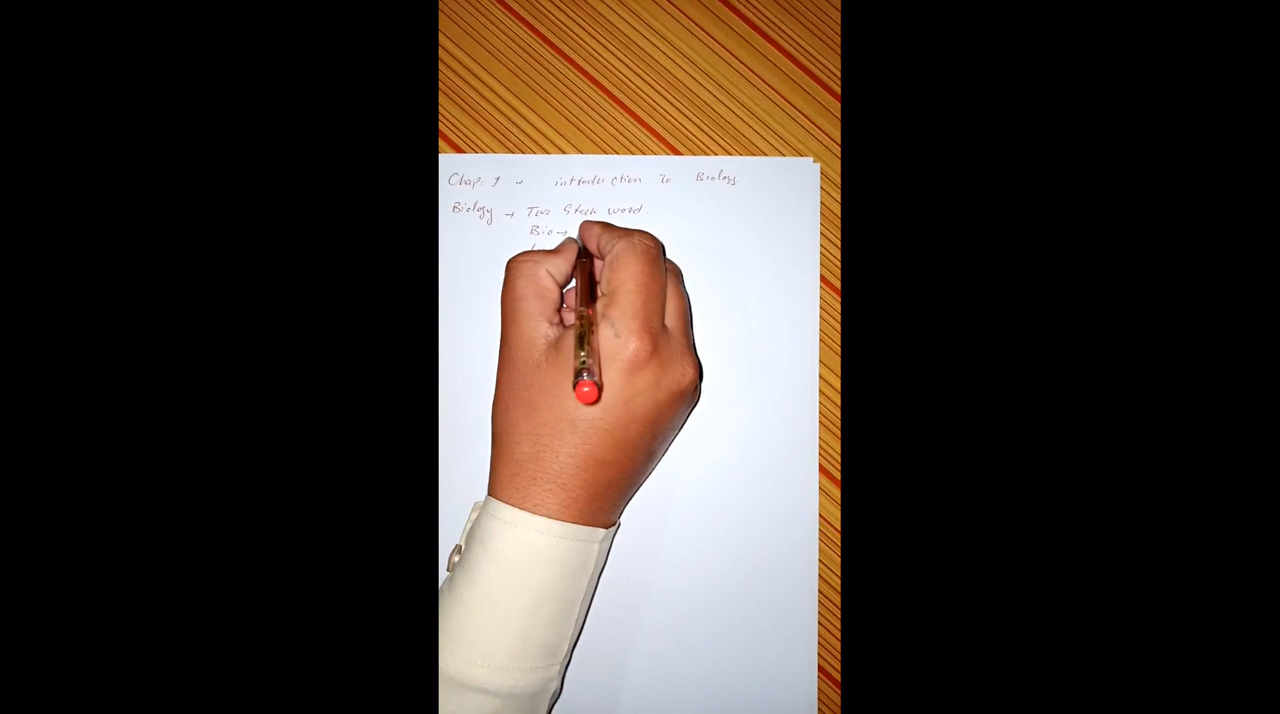 Chap: 1 → introduction to Biology.
Biology → Two Greek word.
Bio →